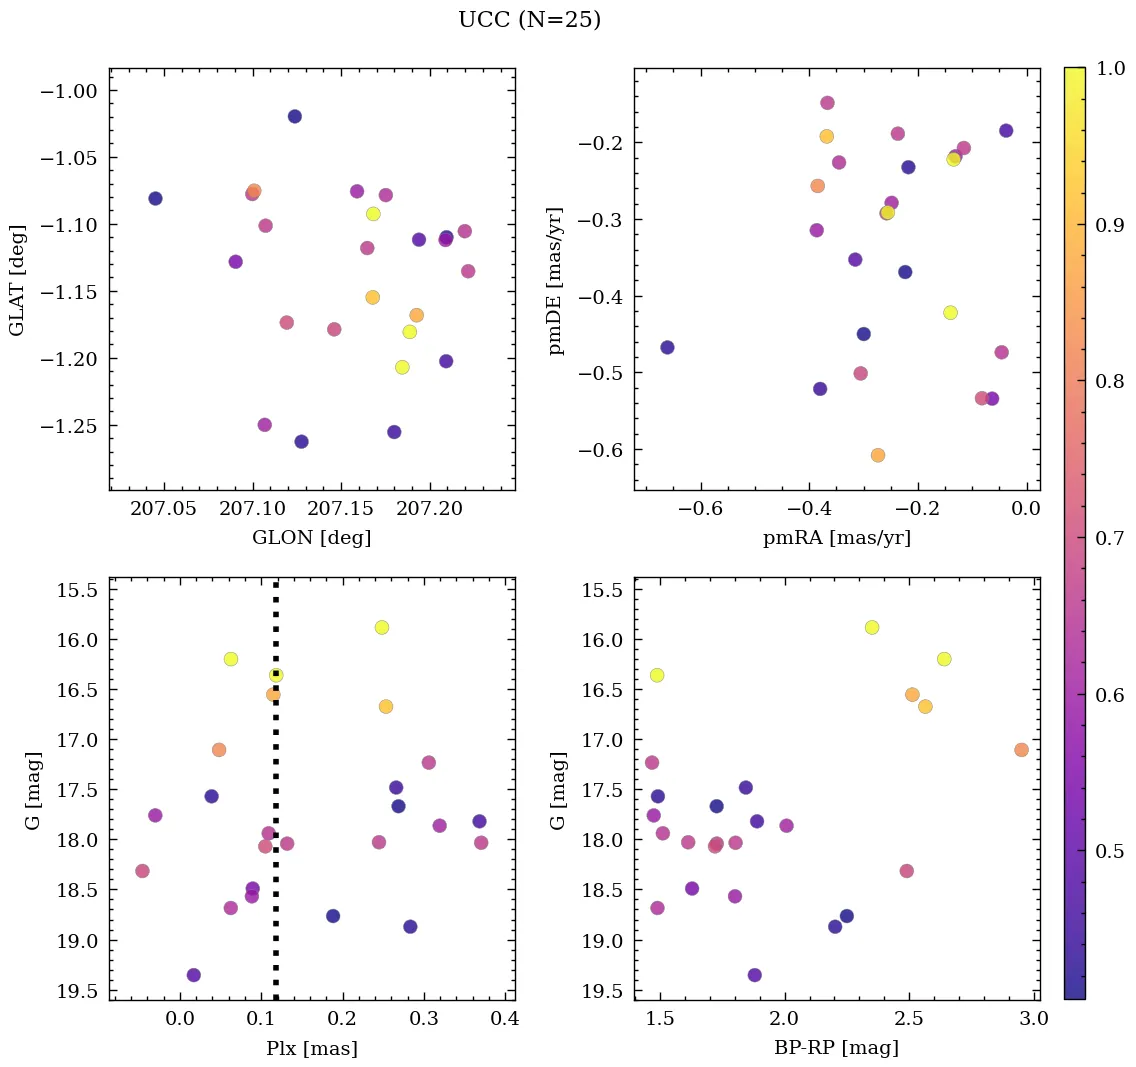 UCC (N=25)
−1.00
−1.05
−1.10
−1.15
−1.20
−1.25
GLAT [deg]
207.05 207.10 207.15 207.20
GLON [deg]
−0.2
−0.3
−0.4
−0.5
−0.6
pmDE [mas/yr]
−0.6 −0.4 −0.2 0.0
pmRA [mas/yr]
15.5
16.0
16.5
17.0
17.5
18.0
18.5
19.0
19.5
G [mag]
0.0 0.1 0.2 0.3 0.4
Plx [mas]
15.5
16.0
16.5
17.0
17.5
18.0
18.5
19.0
19.5
G [mag]
1.5 2.0 2.5 3.0
BP-RP [mag]
1.0
0.9
0.8
0.7
0.6
0.5